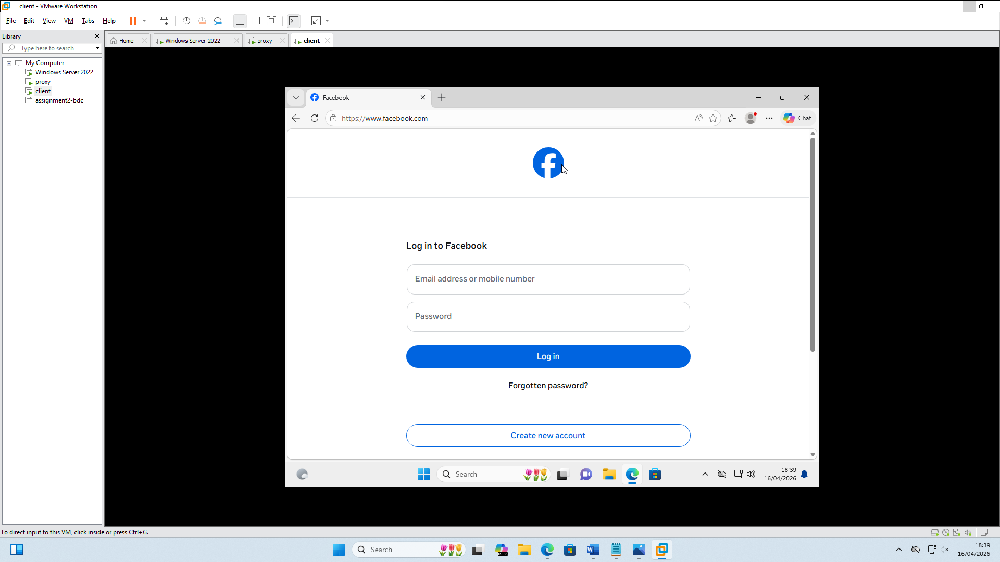 client - VMware Workstation
File Edit View VM Tabs Help
Library
Type here to search
Home
Windows Server 2022
proxy
client
My Computer
Windows Server 2022
proxy
client
assignment2-bdc
Facebook
https://www.facebook.com
Chat
Log in to Facebook
Email address or mobile number
Password
Log in
Forgotten password?
Create new account
Search
18:39
16/04/2026
To direct input to this VM, click inside or press Ctrl+G.
Search
M365
18:39
16/04/2026